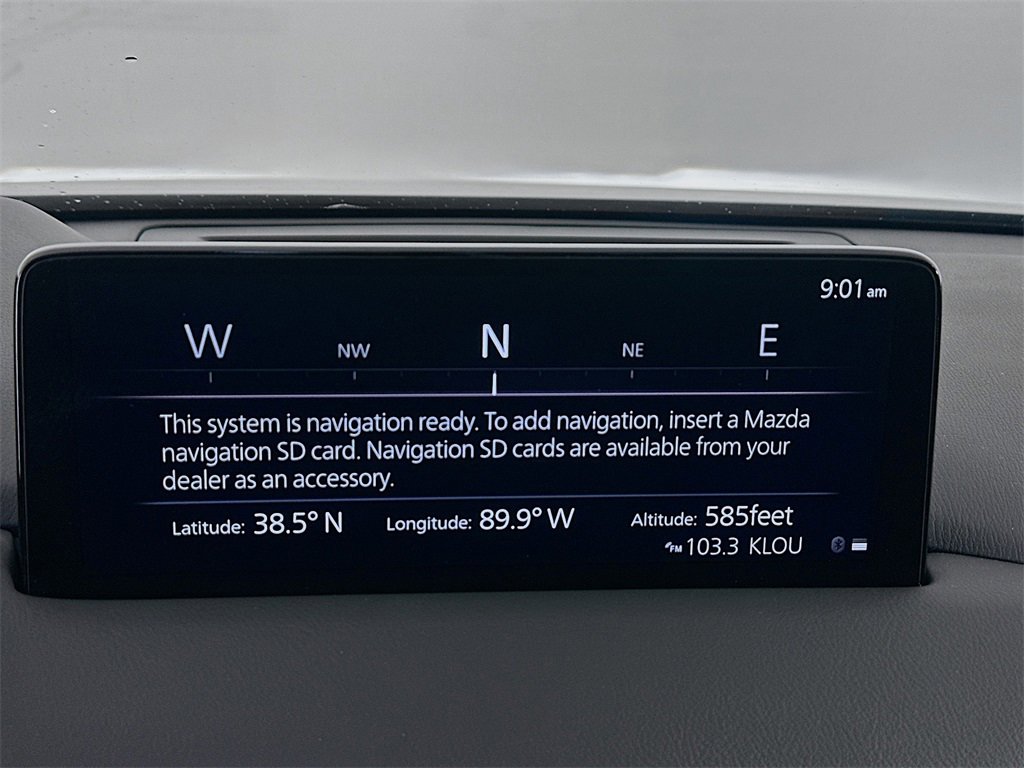 9:01 am
W NW N NE E
This system is navigation ready. To add navigation, insert a Mazda
navigation SD card. Navigation SD cards are available from your
dealer as an accessory.
Latitude: 38.5° N Longitude: 89.9° W Altitude: 585feet
FM 103.3 KLOU